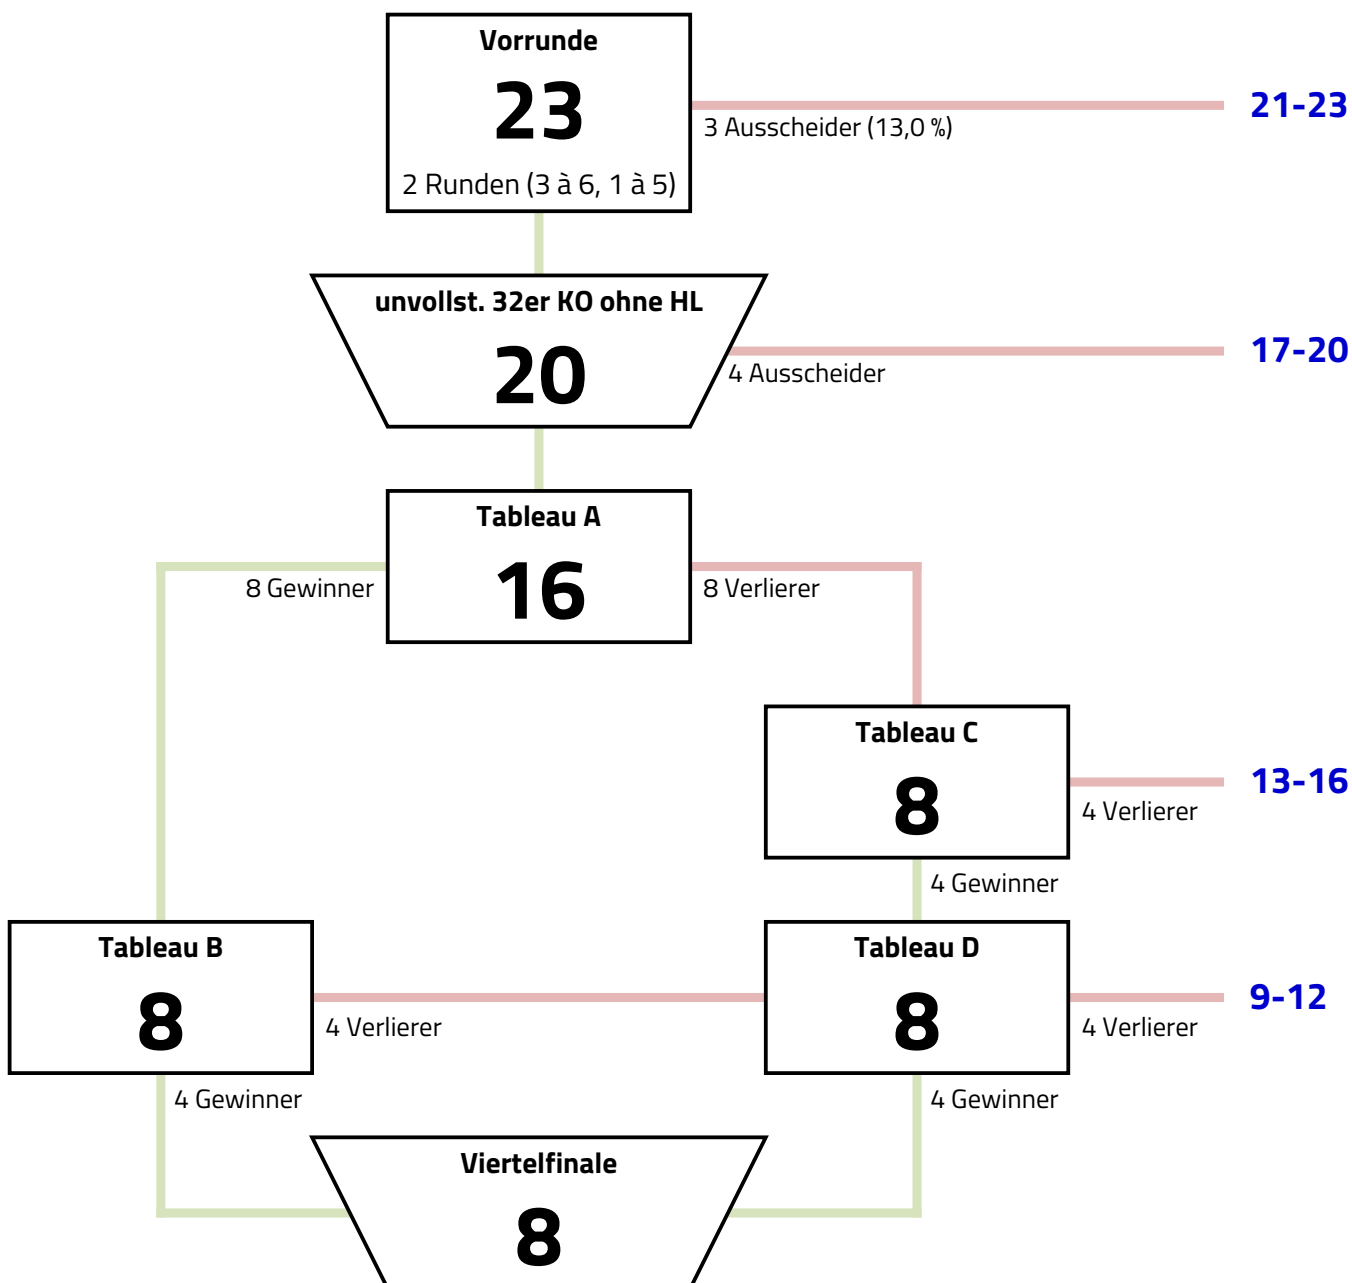 Vorrunde
23
2 Runden (3 à 6, 1 à 5)
3 Ausscheider (13,0 %)
21-23
unvollst. 32er KO ohne HL
20
4 Ausscheider
17-20
Tableau A
16
8 Gewinner
8 Verlierer
Tableau C
8
4 Verlierer
13-16
4 Gewinner
Tableau B
8
4 Verlierer
4 Gewinner
Tableau D
8
4 Verlierer
9-12
4 Gewinner
Viertelfinale
8